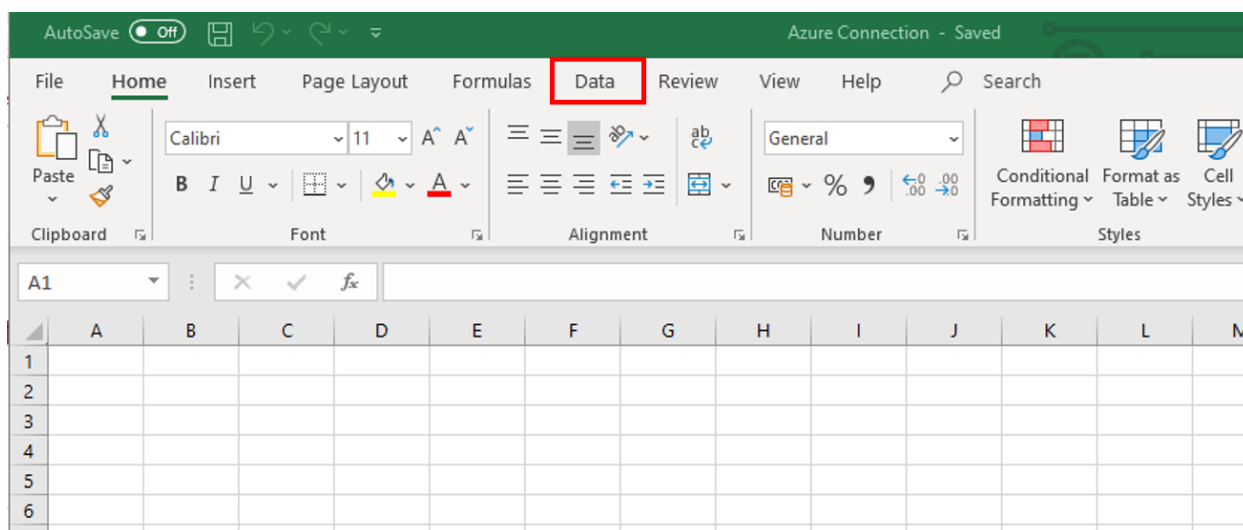 AutoSave Off Azure Connection - Saved
File Home Insert Page Layout Formulas Data Review View Help Search
Calibri 11 A A ab c General
Paste B I U A % Conditional Formatting Format as Table Cell Styles
Clipboard Font Alignment Number Styles
A1 fx
A B C D E F G H I J K L
1
2
3
4
5
6